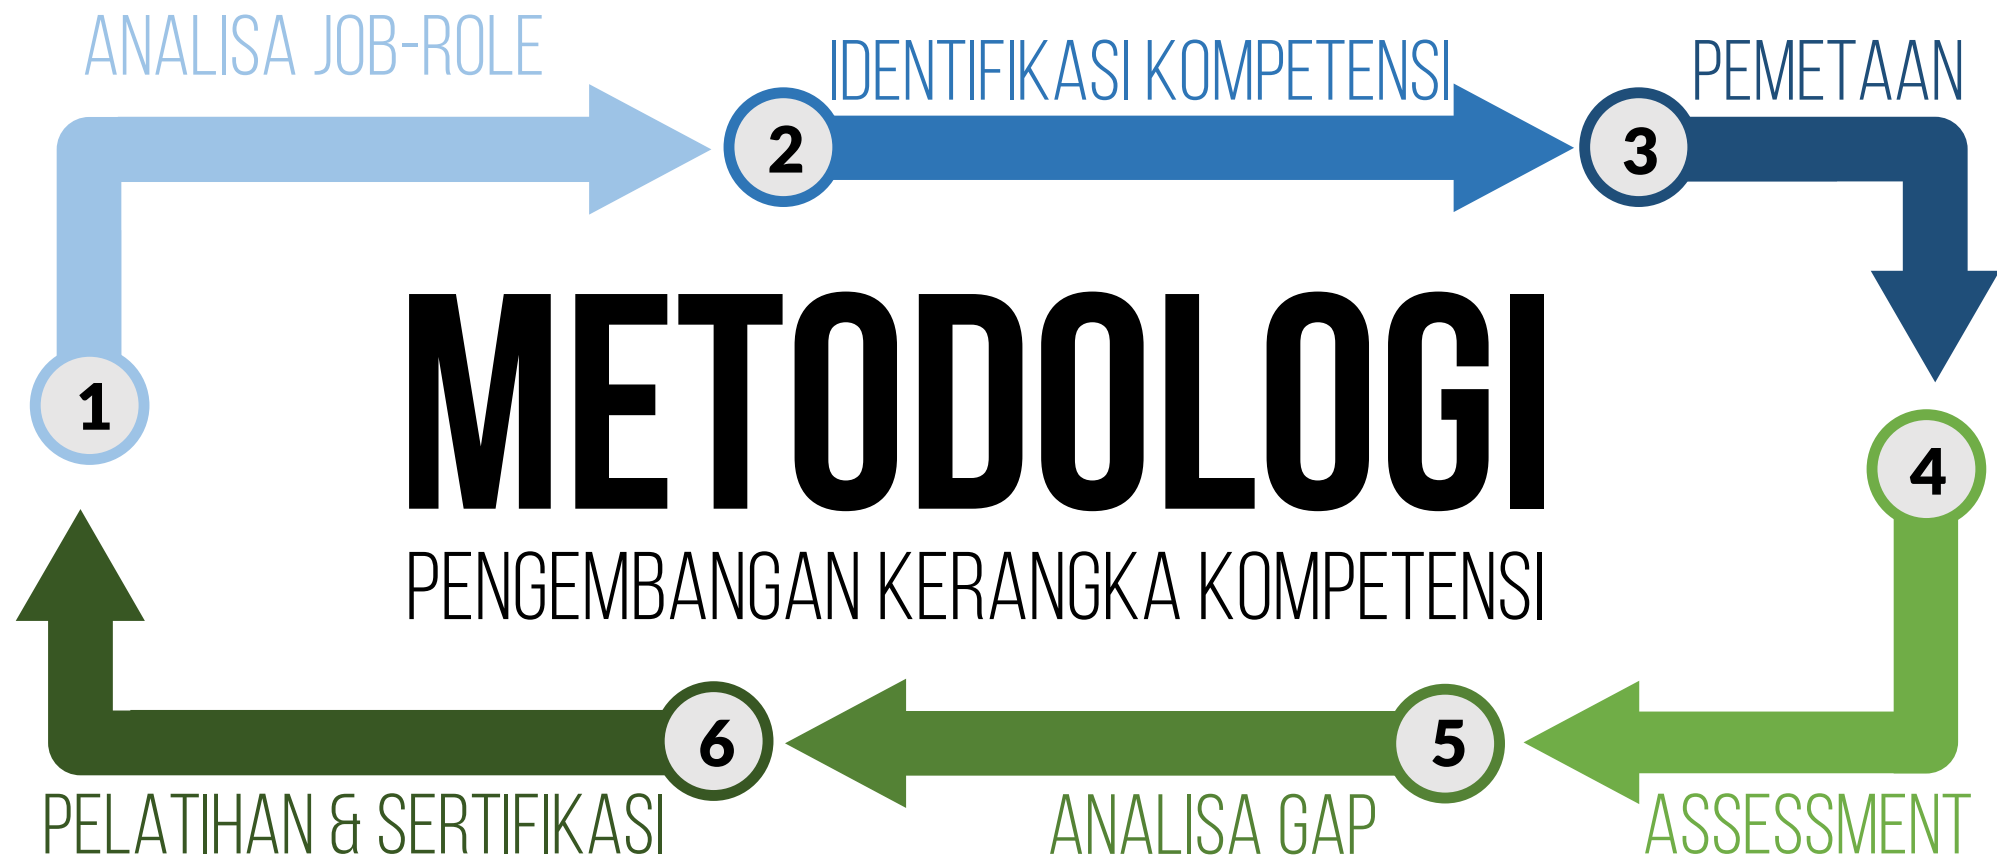 ANALISA JOB-ROLE
IDENTIFIKASI KOMPETENSI
PEMETAAN
2
3
1
METODOLOGI
PENGEMBANGAN KERANGKA KOMPETENSI
4
6
5
PELATIHAN & SERTIFIKASI
ANALISA GAP
ASSESSMENT